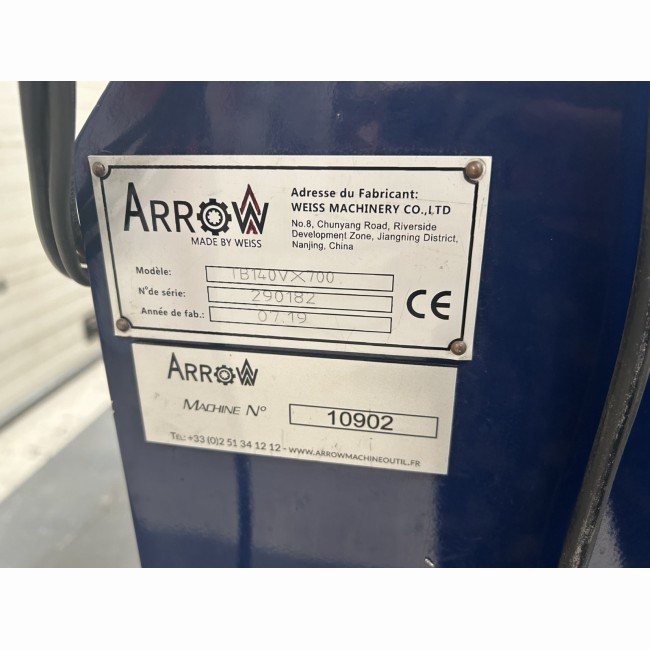 ARROW
MADE BY WEISS
Adresse du Fabricant:
WEISS MACHINERY CO.,LTD
No.8, Chunyang Road, Riverside
Development Zone, Jiangning District,
Nanjing, China
Modèle: TB140VX700
N°de série: 290182
Année de fab.: 07.19
CE
ARROW
MACHINE N° 10902
TEL: +33 (0)2 51 34 12 12 - WWW.ARROWMACHINEOUTIL.FR